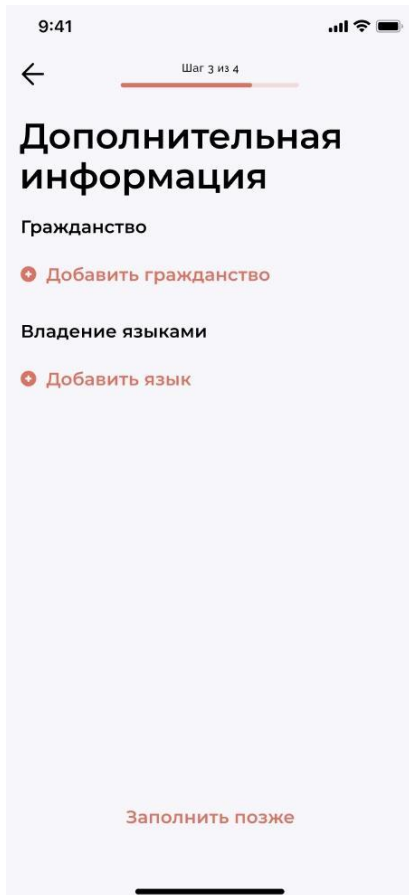 9:41
Шаг 3 из 4
Дополнительная
информация
Гражданство
Добавить гражданство
Владение языками
Добавить язык
Заполнить позже